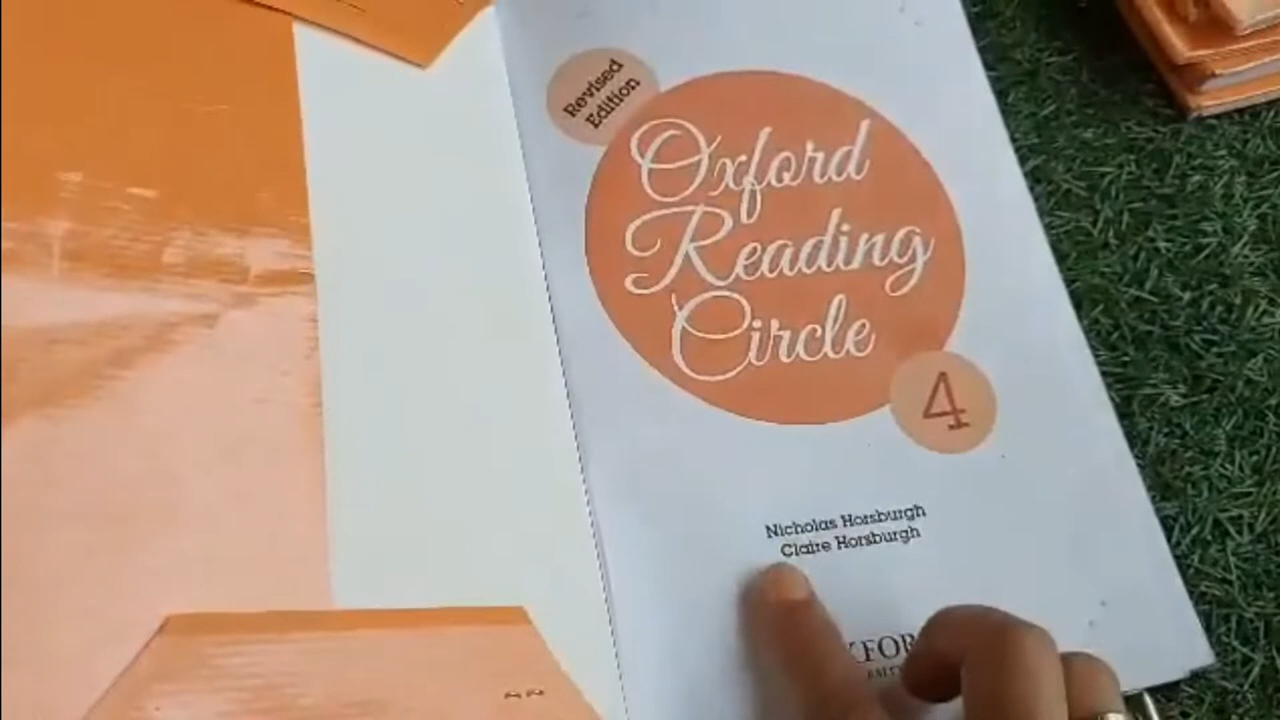 Revised
Edition
Oxford
Reading
Circle
4
Nicholas Horsburgh
Claire Horsburgh